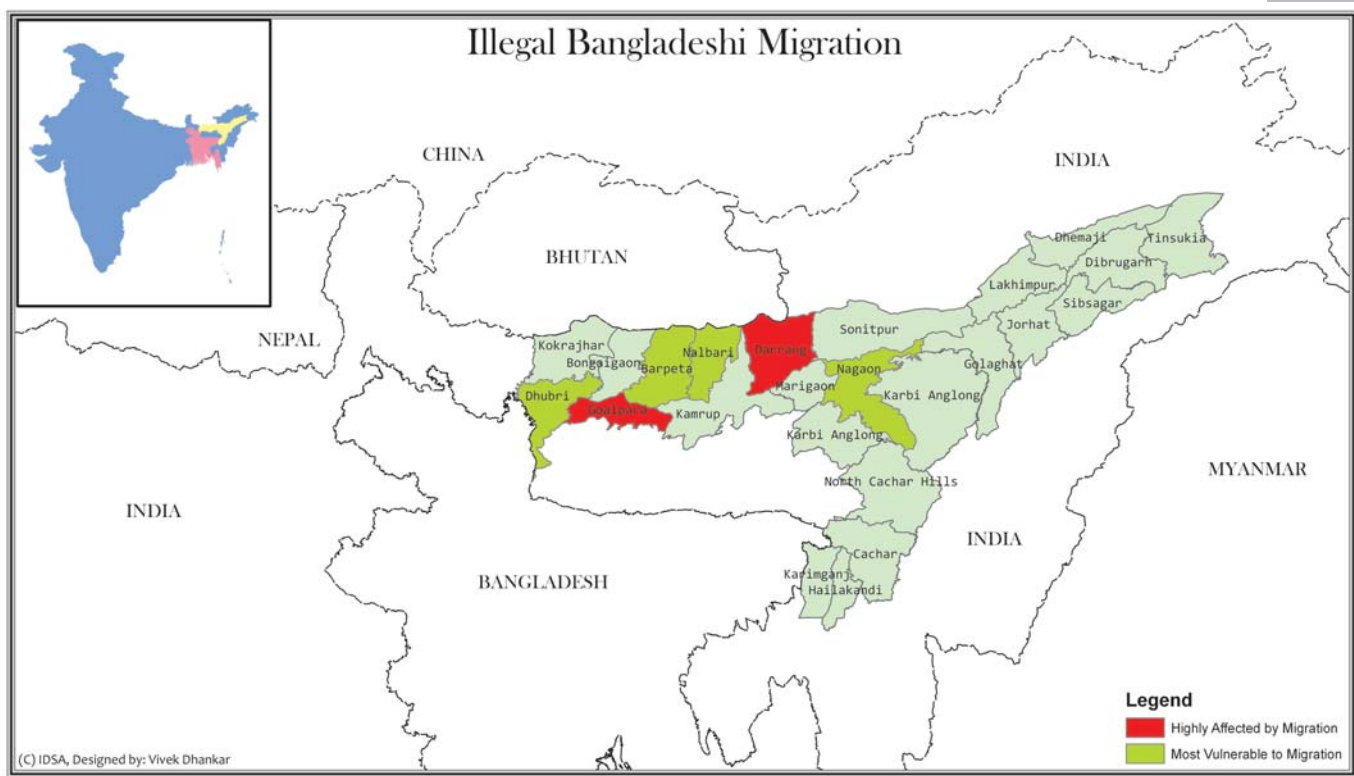 Illegal Bangladeshi Migration
CHINA
INDIA
BHUTAN
NEPAL
Dhemaji
Tinsukia
Dibrugarh
Lakhimpur
Sibsagar
Jorhat
Sonitpur
Golaghat
Kokrajhar
Bongaigaon
Nalbari
Barpeta
Darrang
Nagaon
Marigaon
Karbi Anglong
Dhubri
Goalpara
Kamrup
Karbi Anglong
MYANMAR
North Cachar Hills
INDIA
INDIA
Cachar
BANGLADESH
Karimganj
Hailakandi
Legend
Highly Affected by Migration
Most Vulnerable to Migration
(C) IDSA, Designed by: Vivek Dhankar